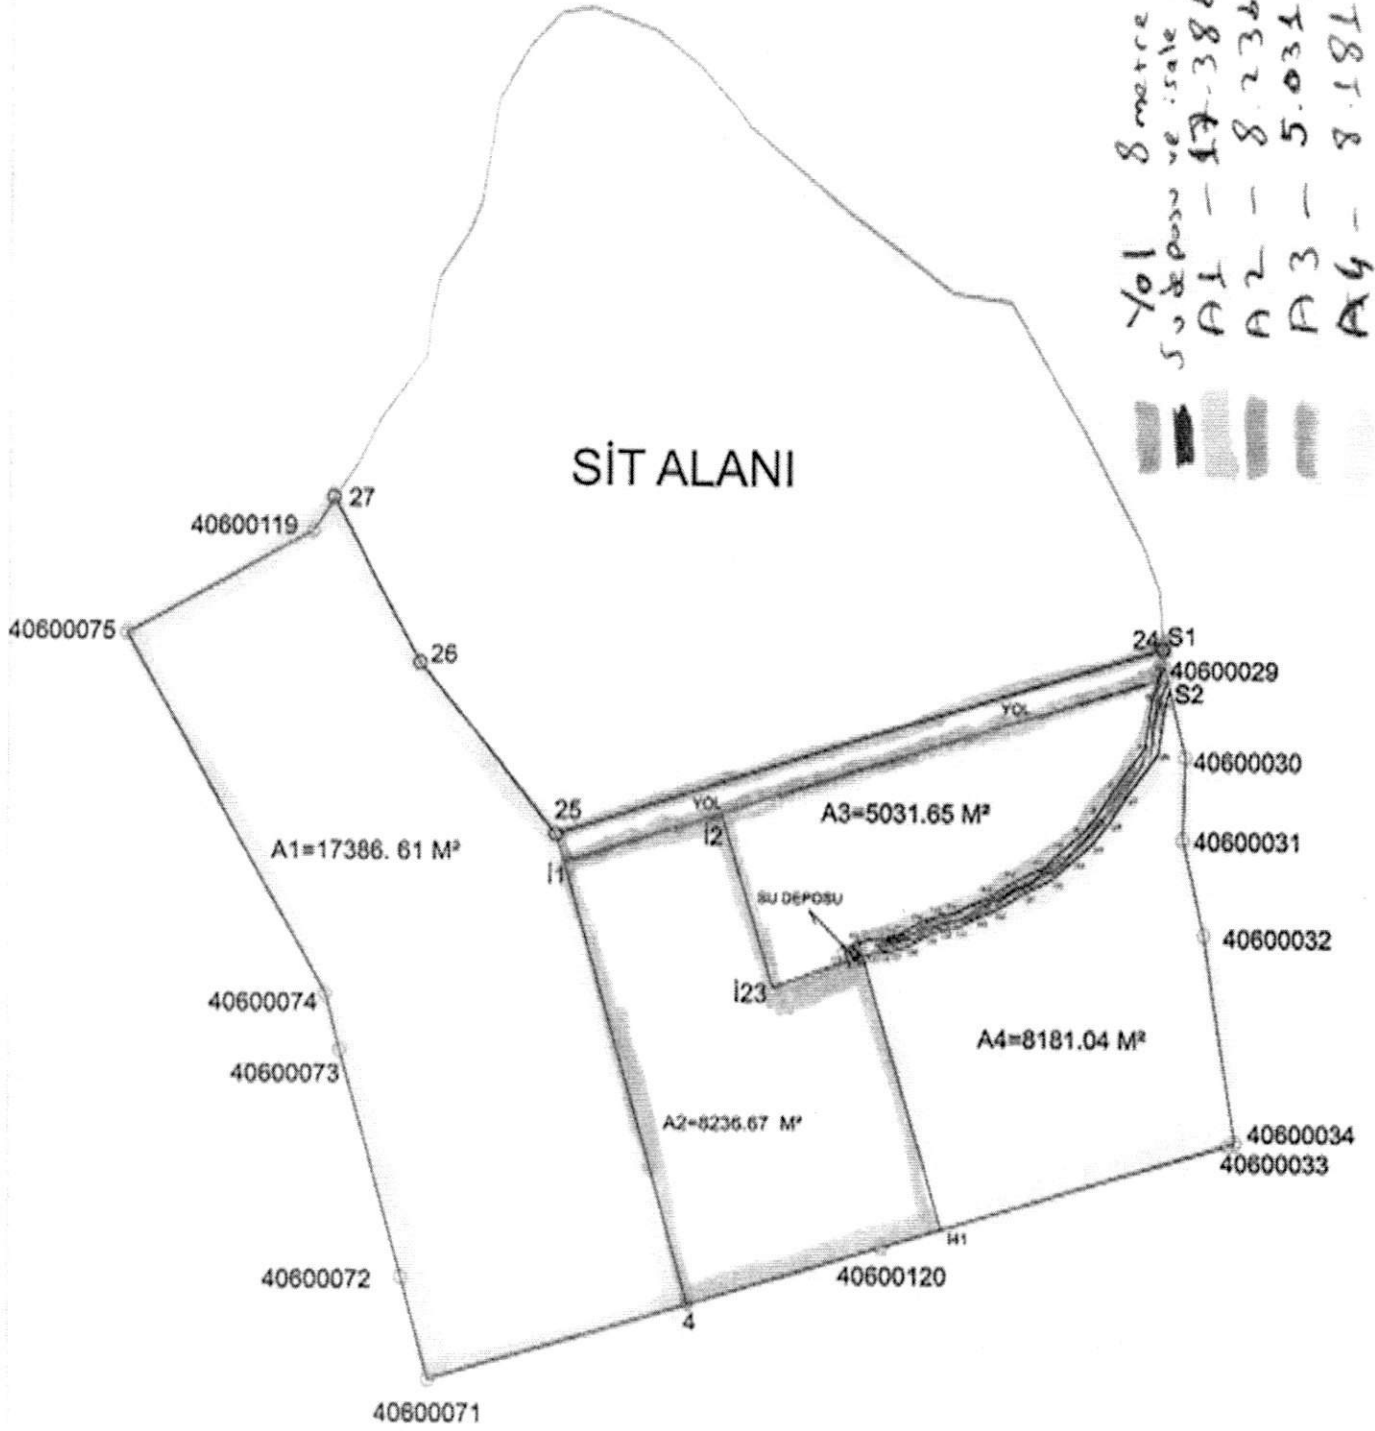 Yol 8 metre
Su deposu ve isale
A1 - 17.386
A2 - 8.236
A3 - 5.031
A4 - 8.181
SİT ALANI
27
40600119
40600075
26
24 S1
40600029
S2
YOL
40600030
25
YOL
İ2
A3=5031.65 M²
A1=17386. 61 M²
İ1
40600031
SU DEPOSU
40600032
İ23
40600074
A4=8181.04 M²
40600073
A2=8236.67 M²
40600034
40600033
İ41
40600072
40600120
4
40600071